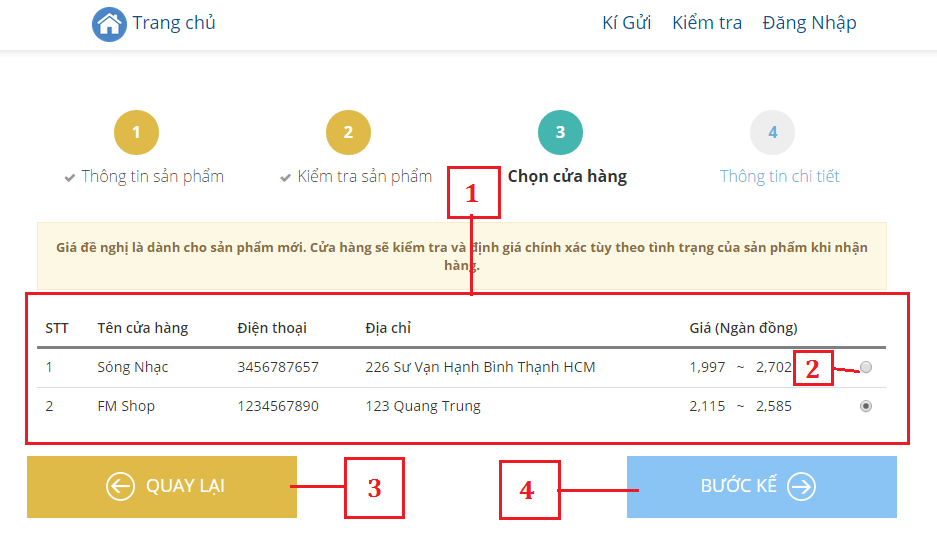 Trang chủ
Kí Gửi Kiểm tra Đăng Nhập
1 2 3 4
Thông tin sản phẩm Kiểm tra sản phẩm Chọn cửa hàng Thông tin chi tiết
1
Giá đề nghị là dành cho sản phẩm mới. Cửa hàng sẽ kiểm tra và định giá chính xác tùy theo tình trạng của sản phẩm khi nhận
hàng.
STT Tên cửa hàng Điện thoại Địa chỉ Giá (Ngàn đồng)
1 Sóng Nhạc 3456787657 226 Sư Vạn Hạnh Bình Thạnh HCM 1,997 ~ 2,702 2
2 FM Shop 1234567890 123 Quang Trung 2,115 ~ 2,585
QUAY LẠI 3 4 BƯỚC KẾ